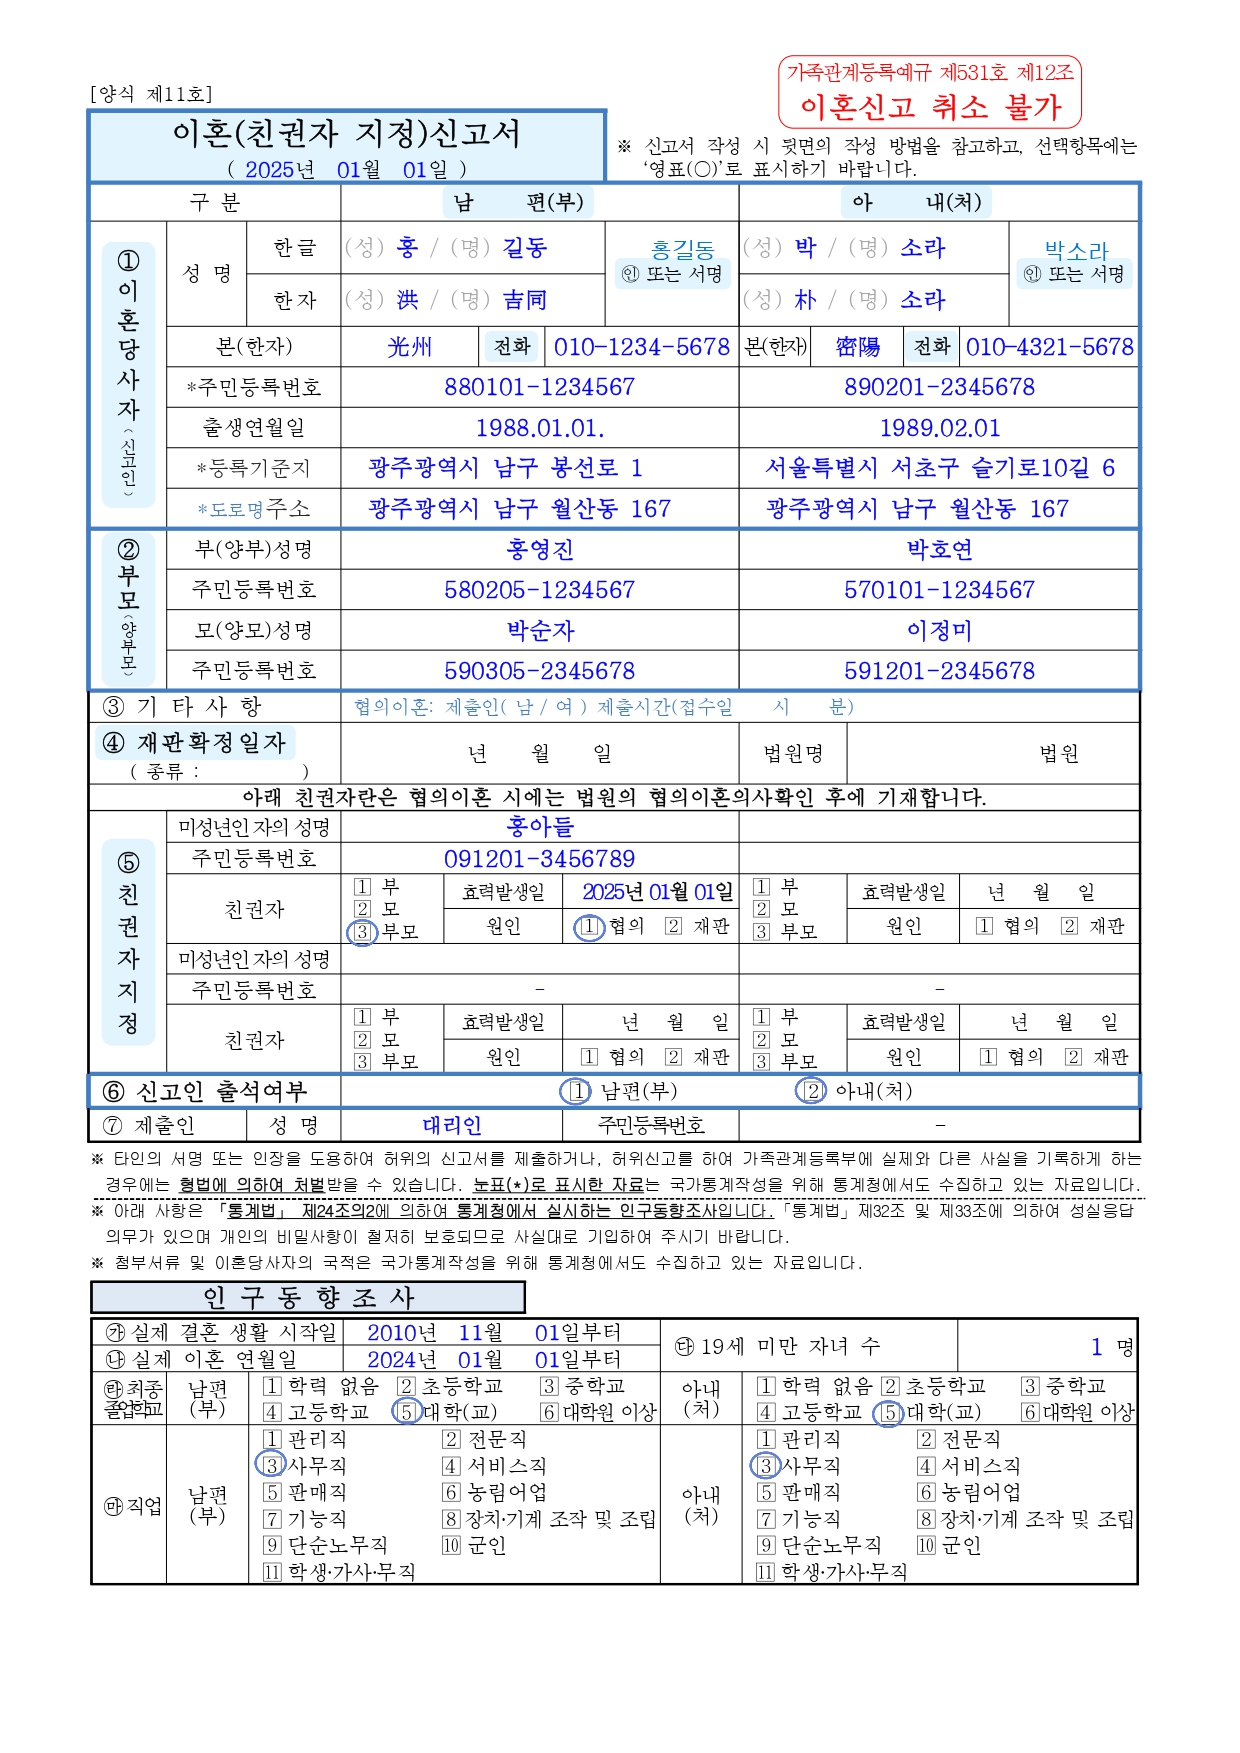 가족관계등록예규 제531호 제12조
이혼신고 취소 불가
[양식 제11호]
이혼(친권자 지정)신고서
( 2025년 01월 01일 )
※ 신고서 작성 시 뒷면의 작성 방법을 참고하고, 선택항목에는
‘영표(○)’로 표시하기 바랍니다.
구 분 남 편(부) 아 내(처)
①이혼당사자(신고인)
성 명
한글 (성) 홍 / (명) 길동 홍길동 ㊞ 또는 서명 (성) 박 / (명) 소라 박소라 ㊞ 또는 서명
한자 (성) 洪 / (명) 吉同 (성) 朴 / (명) 소라
본(한자) 光州 전화 010-1234-5678 본(한자) 密陽 전화 010-4321-5678
*주민등록번호 880101-1234567 890201-2345678
출생연월일 1988.01.01. 1989.02.01
*등록기준지 광주광역시 남구 봉선로 1 서울특별시 서초구 슬기로10길 6
*도로명주소 광주광역시 남구 월산동 167 광주광역시 남구 월산동 167
②부모(양부모)
부(양부)성명 홍영진 박호연
주민등록번호 580205-1234567 570101-1234567
모(양모)성명 박순자 이정미
주민등록번호 590305-2345678 591201-2345678
③ 기 타 사 항 협의이혼: 제출인( 남 / 여 ) 제출시간(접수일 시 분)
④ 재판확정일자
( 종류 : )
년 월 일 법원명 법원
아래 친권자란은 협의이혼 시에는 법원의 협의이혼의사확인 후에 기재합니다.
⑤친권자지정
미성년인 자의 성명 홍아들
주민등록번호 091201-3456789
친권자
1 부 효력발생일 2025년 01월 01일 1 부 효력발생일 년 월 일
2 모 2 모
3 부모 원인 1 협의 2 재판 3 부모 원인 1 협의 2 재판
미성년인 자의 성명
주민등록번호 - -
친권자
1 부 효력발생일 년 월 일 1 부 효력발생일 년 월 일
2 모 2 모
3 부모 원인 1 협의 2 재판 3 부모 원인 1 협의 2 재판
⑥ 신고인 출석여부 1 남편(부) 2 아내(처)
⑦ 제출인 성 명 대리인 주민등록번호 -
※ 타인의 서명 또는 인장을 도용하여 허위의 신고서를 제출하거나, 허위신고를 하여 가족관계등록부에 실제와 다른 사실을 기록하게 하는
경우에는 형법에 의하여 처벌받을 수 있습니다. 눈표(*)로 표시한 자료는 국가통계작성을 위해 통계청에서도 수집하고 있는 자료입니다.
※ 아래 사항은 「통계법」 제24조의2에 의하여 통계청에서 실시하는 인구동향조사입니다.「통계법」제32조 및 제33조에 의하여 성실응답
의무가 있으며 개인의 비밀사항이 철저히 보호되므로 사실대로 기입하여 주시기 바랍니다.
※ 첨부서류 및 이혼당사자의 국적은 국가통계작성을 위해 통계청에서도 수집하고 있는 자료입니다.
인 구 동 향 조 사
㉮ 실제 결혼 생활 시작일 2010년 11월 01일부터 ㉰ 19세 미만 자녀 수 1 명
㉯ 실제 이혼 연월일 2024년 01월 01일부터
㉱ 최종 졸업학교
남편(부)
1 학력 없음 2 초등학교 3 중학교
4 고등학교 5 대학(교) 6 대학원 이상
아내(처)
1 학력 없음 2 초등학교 3 중학교
4 고등학교 5 대학(교) 6 대학원 이상
㉲ 직업
남편(부)
1 관리직 2 전문직
3 사무직 4 서비스직
5 판매직 6 농림어업
7 기능직 8 장치·기계 조작 및 조립
9 단순노무직 10 군인
11 학생·가사·무직
아내(처)
1 관리직 2 전문직
3 사무직 4 서비스직
5 판매직 6 농림어업
7 기능직 8 장치·기계 조작 및 조립
9 단순노무직 10 군인
11 학생·가사·무직